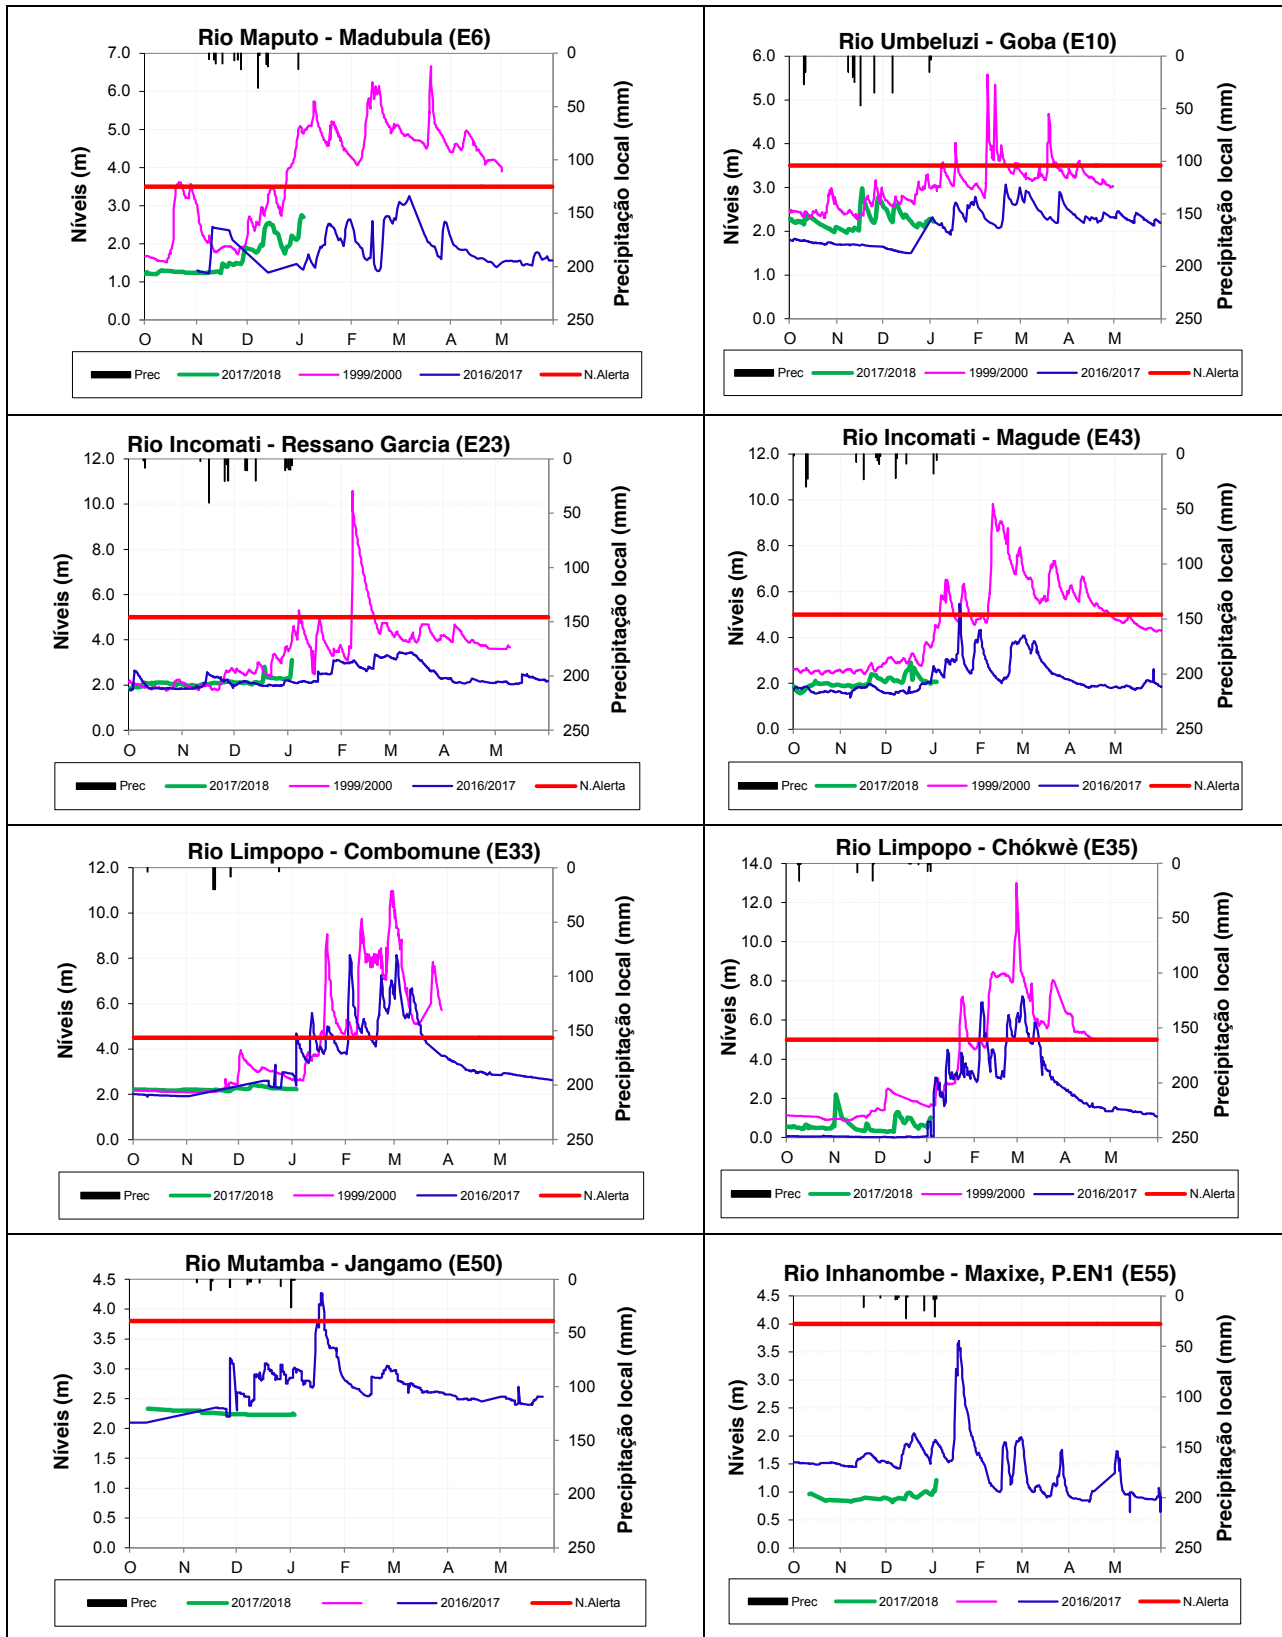 Rio Maputo - Madubula (E6)
Níveis (m)
7.0
6.0
5.0
4.0
3.0
2.0
1.0
0.0
O N D J F M A M
0
50
100
150
200
250
Precipitação local (mm)
Prec 2017/2018 1999/2000 2016/2017 N.Alerta
Rio Umbeluzi - Goba (E10)
Níveis (m)
6.0
5.0
4.0
3.0
2.0
1.0
0.0
O N D J F M A M
0
50
100
150
200
250
Precipitação local (mm)
Prec 2017/2018 1999/2000 2016/2017 N.Alerta
Rio Incomati - Ressano Garcia (E23)
Níveis (m)
12.0
10.0
8.0
6.0
4.0
2.0
0.0
O N D J F M A M
0
50
100
150
200
250
Precipitação local (mm)
Prec 2017/2018 1999/2000 2016/2017 N.Alerta
Rio Incomati - Magude (E43)
Níveis (m)
12.0
10.0
8.0
6.0
4.0
2.0
0.0
O N D J F M A M
0
50
100
150
200
250
Precipitação local (mm)
Prec 2017/2018 1999/2000 2016/2017 N.Alerta
Rio Limpopo - Combomune (E33)
Níveis (m)
12.0
10.0
8.0
6.0
4.0
2.0
0.0
O N D J F M A M
0
50
100
150
200
250
Precipitação local (mm)
Prec 2017/2018 1999/2000 2016/2017 N.Alerta
Rio Limpopo - Chókwè (E35)
Níveis (m)
14.0
12.0
10.0
8.0
6.0
4.0
2.0
0.0
O N D J F M A M
0
50
100
150
200
250
Precipitação local (mm)
Prec 2017/2018 1999/2000 2016/2017 N.Alerta
Rio Mutamba - Jangamo (E50)
Níveis (m)
4.5
4.0
3.5
3.0
2.5
2.0
1.5
1.0
0.5
0.0
O N D J F M A M
0
50
100
150
200
250
Precipitação local (mm)
Prec 2017/2018 2016/2017 N.Alerta
Rio Inhanombe - Maxixe, P.EN1 (E55)
Níveis (m)
4.5
4.0
3.5
3.0
2.5
2.0
1.5
1.0
0.5
0.0
O N D J F M A M
0
50
100
150
200
250
Precipitação local (mm)
Prec 2017/2018 2016/2017 N.Alerta